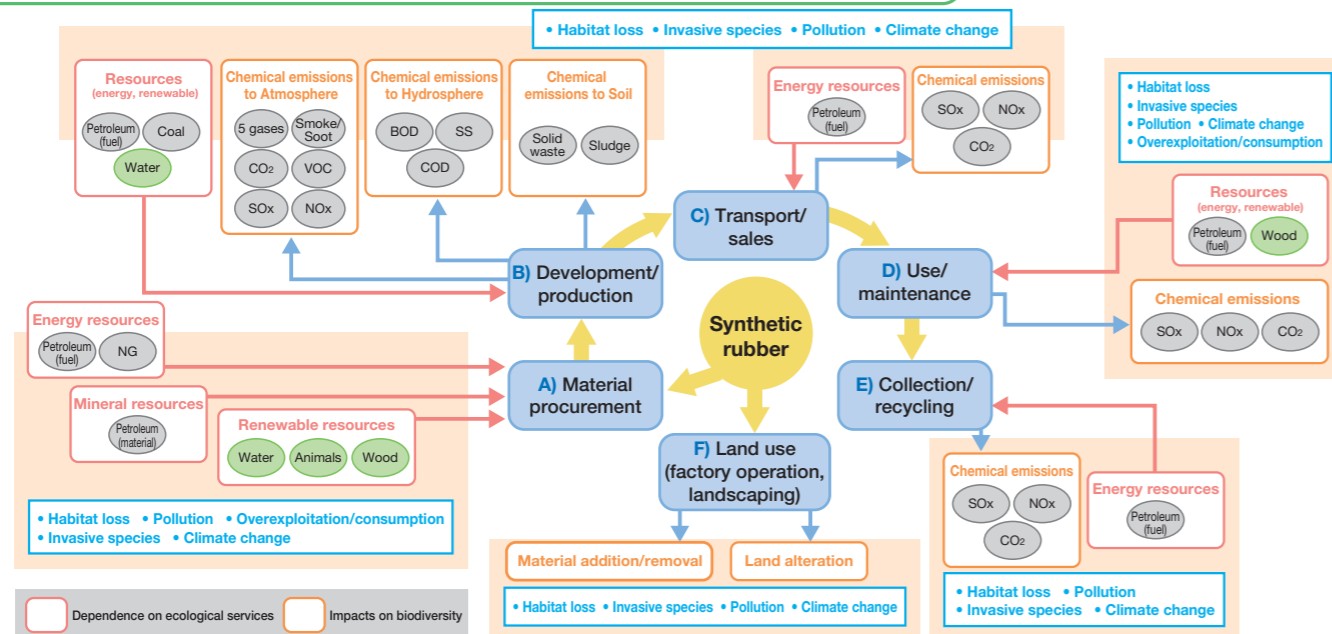 • Habitat loss • Invasive species • Pollution • Climate change
Resources
(energy, renewable)
Petroleum
(fuel)
Coal
Water
Chemical emissions
to Atmosphere
5 gases
Smoke/
Soot
CO2
VOC
SOx
NOx
Chemical emissions
to Hydrosphere
BOD
SS
COD
Chemical
emissions to Soil
Solid
waste
Sludge
Energy resources
Petroleum
(fuel)
Chemical emissions
SOx
NOx
CO2
• Habitat loss
• Invasive species
• Pollution • Climate change
• Overexploitation/consumption
Resources
(energy, renewable)
Petroleum
(fuel)
Wood
Chemical emissions
SOx
NOx
CO2
C) Transport/
sales
B) Development/
production
D) Use/
maintenance
Synthetic
rubber
A) Material
procurement
E) Collection/
recycling
F) Land use
(factory operation,
landscaping)
Energy resources
Petroleum
(fuel)
NG
Mineral resources
Petroleum
(material)
Renewable resources
Water
Animals
Wood
• Habitat loss • Pollution • Overexploitation/consumption
• Invasive species • Climate change
Material addition/removal
Land alteration
• Habitat loss • Invasive species • Pollution • Climate change
Chemical emissions
SOx
NOx
CO2
Energy resources
Petroleum
(fuel)
• Habitat loss • Pollution
• Invasive species • Climate change
Dependence on ecological services
Impacts on biodiversity